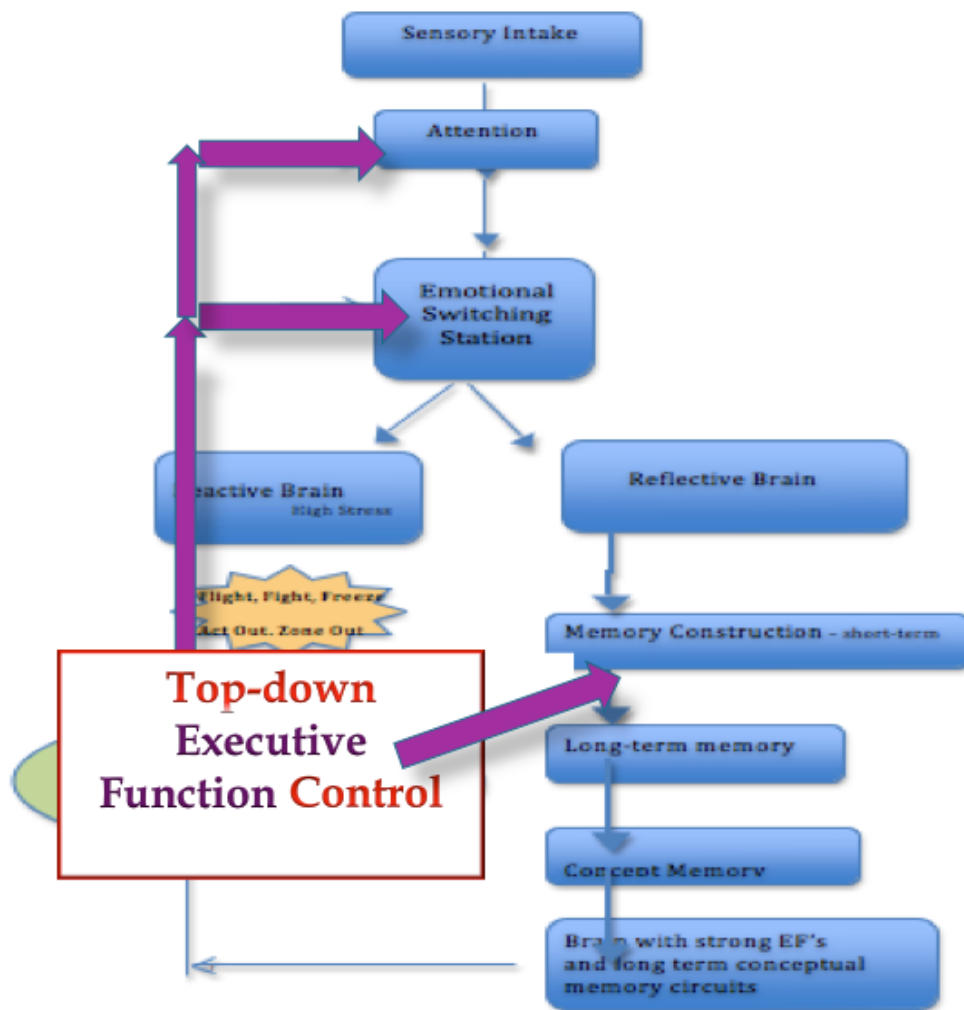 Sensory Intake
Attention
Emotional
Switching
Station
Reactive Brain
High Stress
Reflective Brain
Flight, Fight, Freeze
Act Out. Zone Out
Memory Construction – short-term
Top-down
Executive
Function Control
Long-term memory
Concept Memory
Brain with strong EF's
and long term conceptual
memory circuits